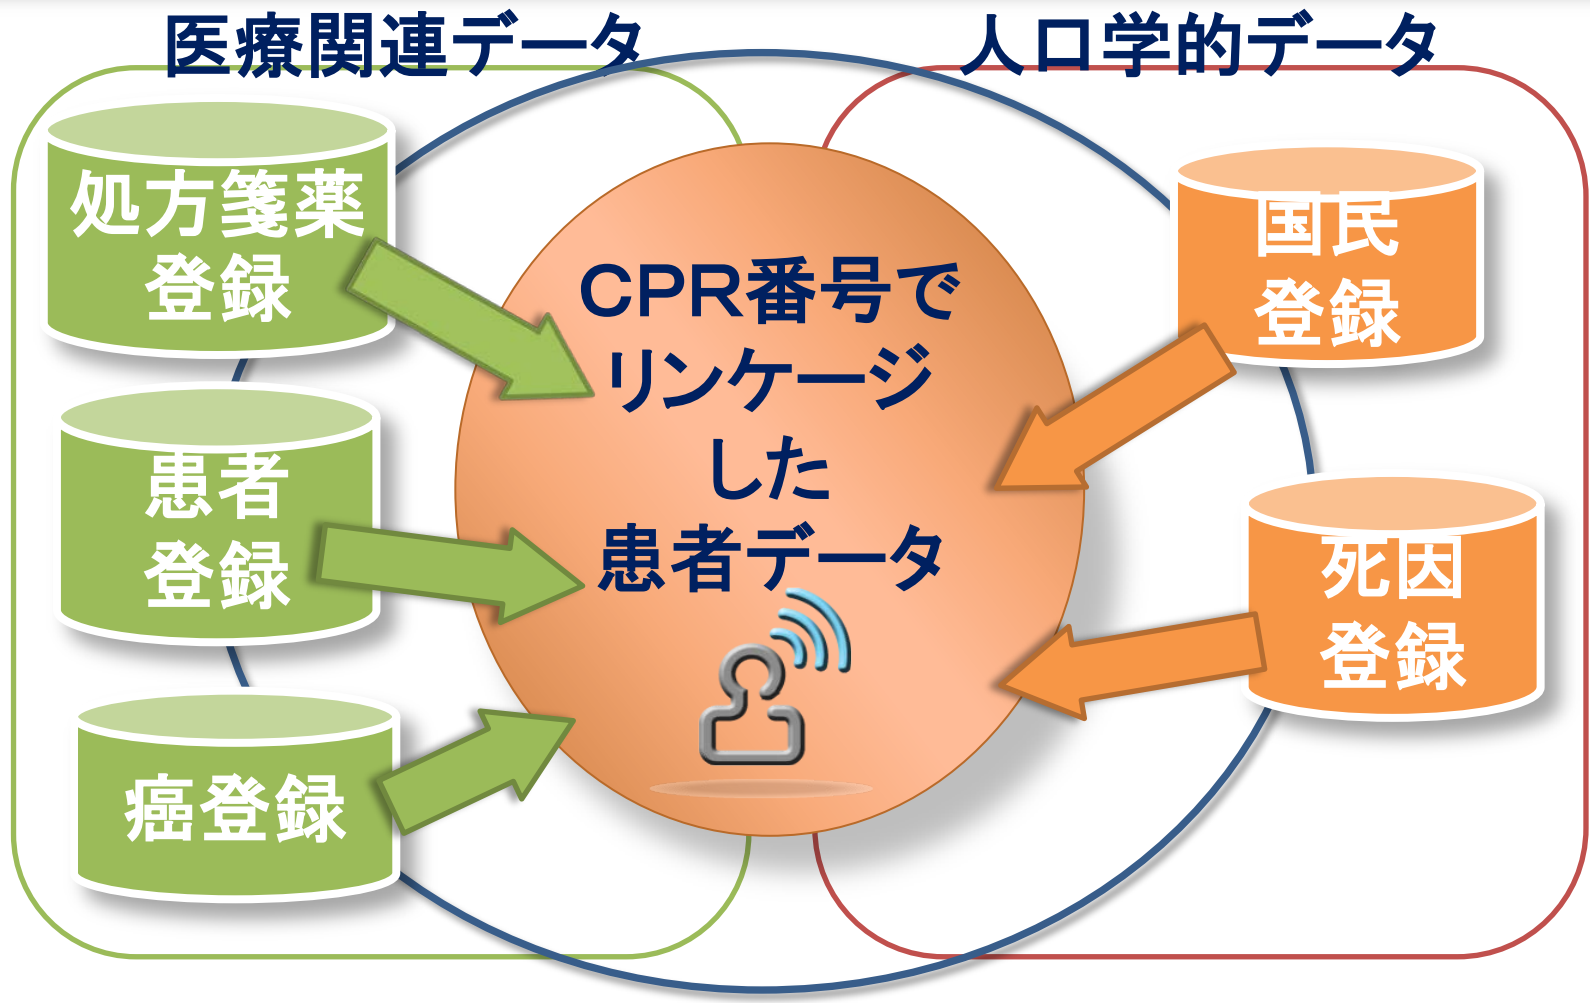 医療関連データ
人口学的データ
処方箋薬
登録
患者
登録
癌登録
CPR番号で
リンケージ
した
患者データ
国民
登録
死因
登録